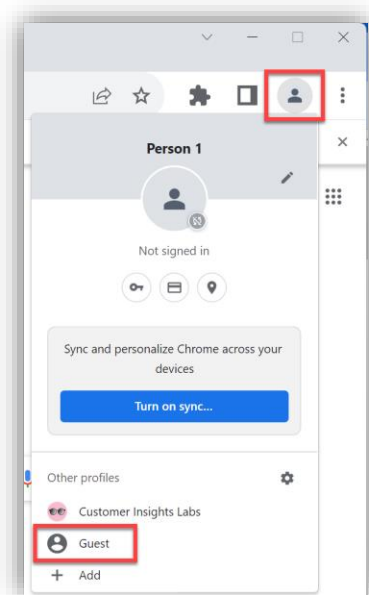 Person 1
Not signed in
Sync and personalize Chrome across your
devices
Turn on sync...
Other profiles
Customer Insights Labs
Guest
Add